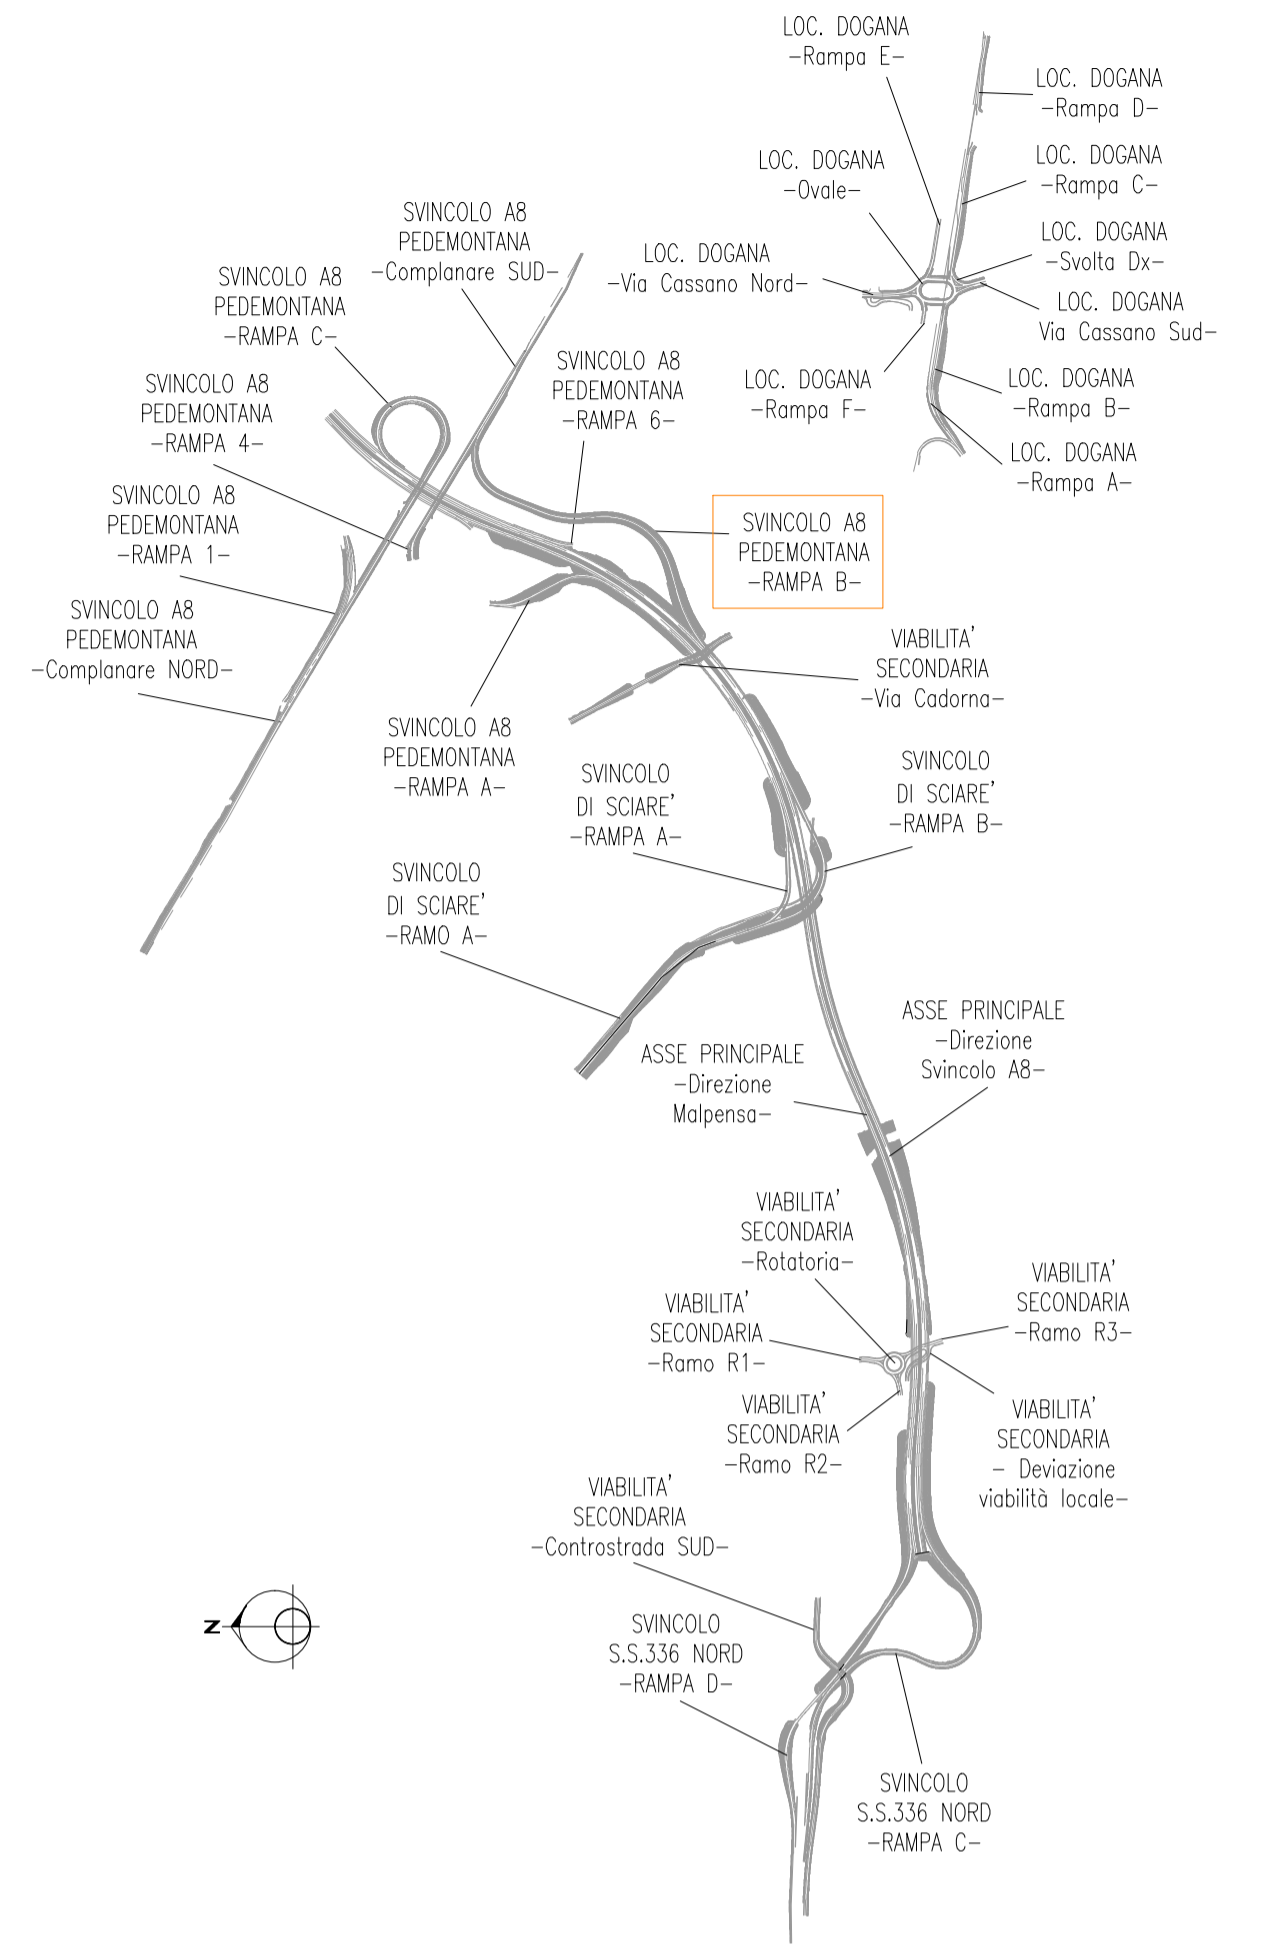 LOC. DOGANA
-Rampa E-
LOC. DOGANA
-Rampa D-
LOC. DOGANA
-Ovale-
LOC. DOGANA
-Rampa C-
SVINCOLO A8
PEDEMONTANA
-Complanare SUD-
LOC. DOGANA
-Via Cassano Nord-
LOC. DOGANA
-Svolta Dx-
SVINCOLO A8
PEDEMONTANA
-RAMPA C-
LOC. DOGANA
Via Cassano Sud-
SVINCOLO A8
PEDEMONTANA
-RAMPA 6-
LOC. DOGANA
-Rampa F-
LOC. DOGANA
-Rampa B-
SVINCOLO A8
PEDEMONTANA
-RAMPA 4-
LOC. DOGANA
-Rampa A-
SVINCOLO A8
PEDEMONTANA
-RAMPA 1-
SVINCOLO A8
PEDEMONTANA
-RAMPA B-
SVINCOLO A8
PEDEMONTANA
-Complanare NORD-
VIABILITA'
SECONDARIA
-Via Cadorna-
SVINCOLO A8
PEDEMONTANA
-RAMPA A-
SVINCOLO
DI SCIARE'
-RAMPA A-
SVINCOLO
DI SCIARE'
-RAMPA B-
SVINCOLO
DI SCIARE'
-RAMO A-
ASSE PRINCIPALE
-Direzione
Svincolo A8-
ASSE PRINCIPALE
-Direzione
Malpensa-
VIABILITA'
SECONDARIA
-Rotatoria-
VIABILITA'
SECONDARIA
-Ramo R3-
VIABILITA'
SECONDARIA
-Ramo R1-
VIABILITA'
SECONDARIA
-Ramo R2-
VIABILITA'
SECONDARIA
- Deviazione
viabilità locale-
VIABILITA'
SECONDARIA
-Controstrada SUD-
N
SVINCOLO
S.S.336 NORD
-RAMPA D-
SVINCOLO
S.S.336 NORD
-RAMPA C-